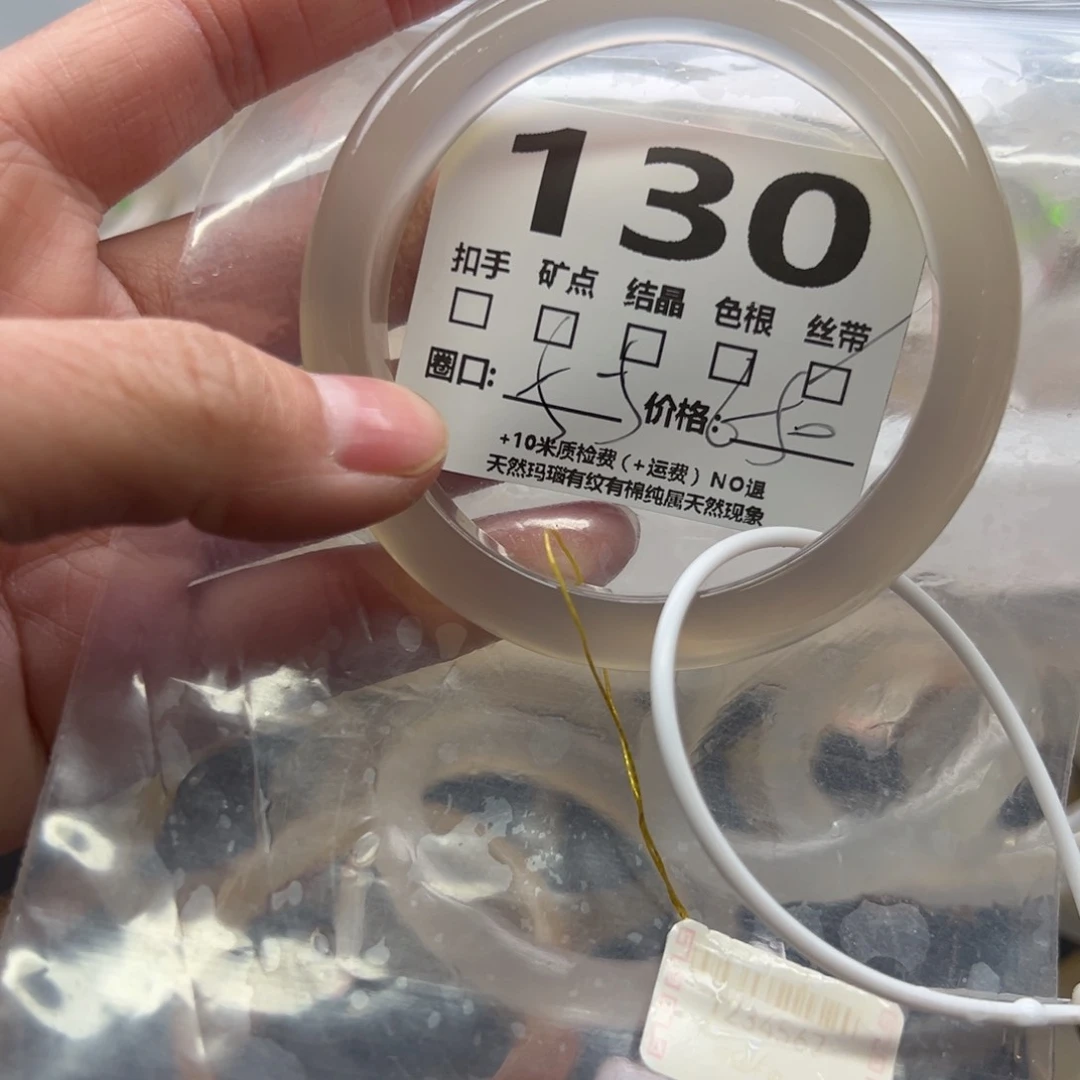 130
扣手 矿点 结晶 色根 丝带
圈口: 价格:
+10米质检费(+运费)NO退
天然玛瑙有纹有棉纯属天然现象